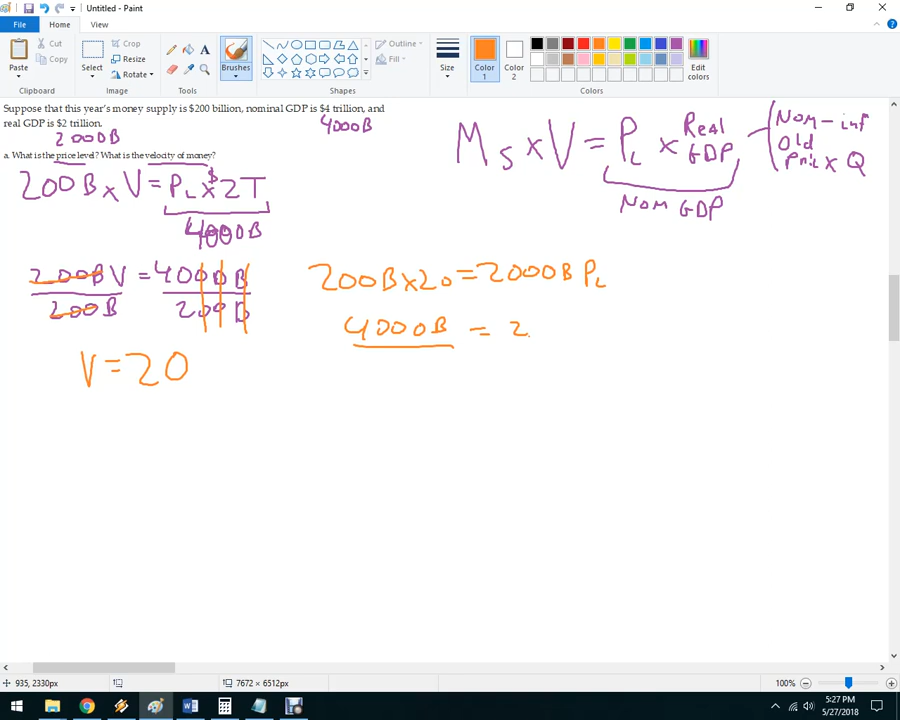 Untitled - Paint
File Home View
Paste
Cut
Copy
Clipboard
Select
Crop
Resize
Rotate
Image
A
Tools
Brushes
Shapes
Outline
Fill
Size
Color 1
Color 2
Edit colors
Colors
Suppose that this year's money supply is $200 billion, nominal GDP is $4 trillion, and
real GDP is $2 trillion.
2000B
4000B
a. What is the price level? What is the velocity of money?
Ms x V = PL x Real GDP
Nom GDP
Nom - inf
Old
Price x Q
200B x V = PL x $2T
4000B
200B V = 4000B
200B 200B
V = 20
200B x 20 = 2000B PL
4000B = 2
935, 2330px
7672 × 6512px
100%
5:27 PM
5/27/2018